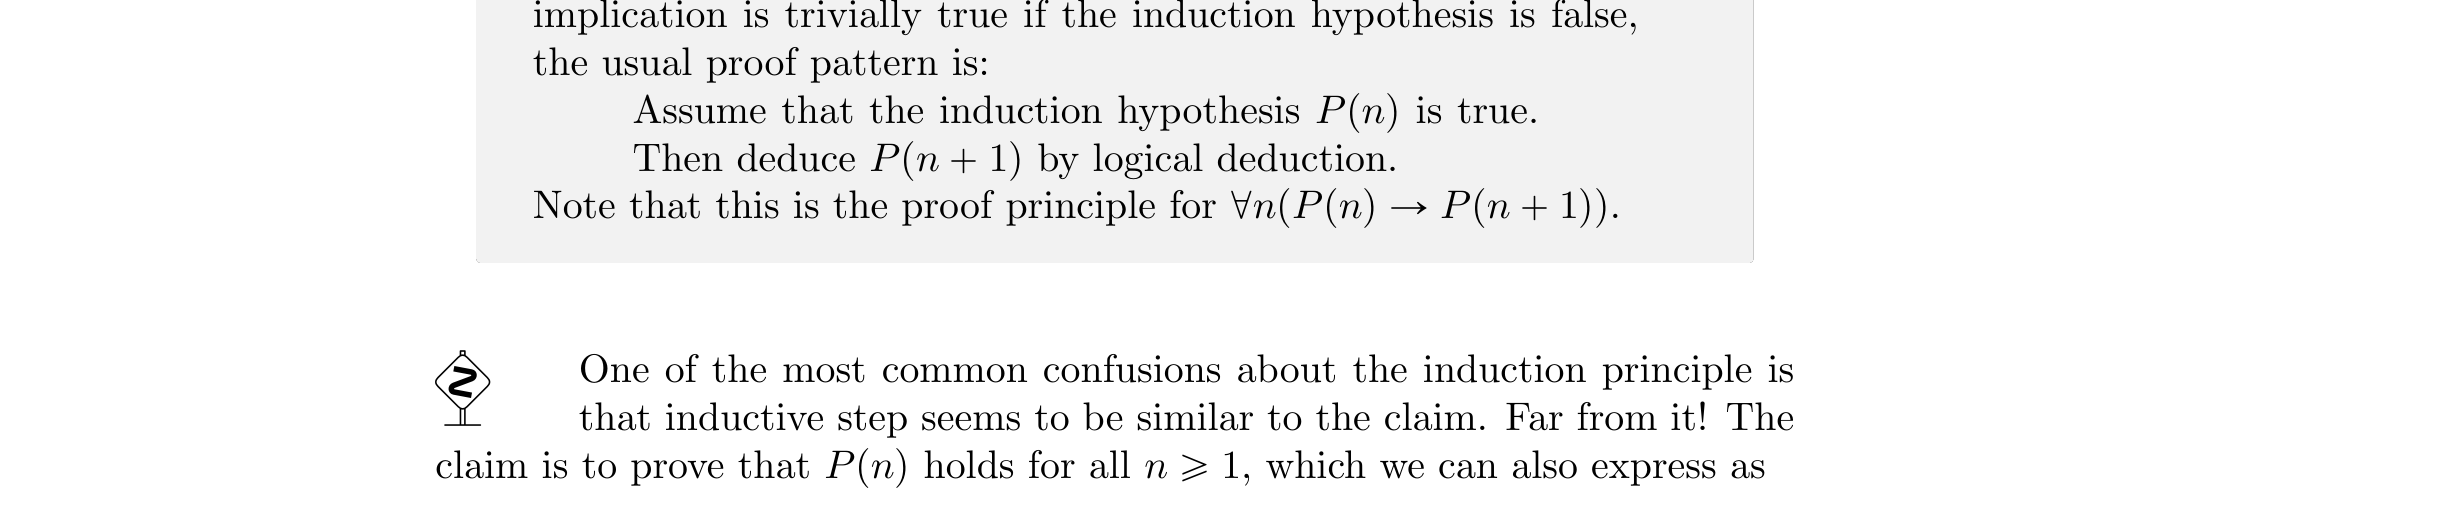 implication is trivially true if the induction hypothesis is false,
the usual proof pattern is:
Assume that the induction hypothesis P(n) is true.
Then deduce P(n + 1) by logical deduction.
Note that this is the proof principle for ∀n(P(n) → P(n + 1)).
One of the most common confusions about the induction principle is
that inductive step seems to be similar to the claim. Far from it! The
claim is to prove that P(n) holds for all n ⩾ 1, which we can also express as